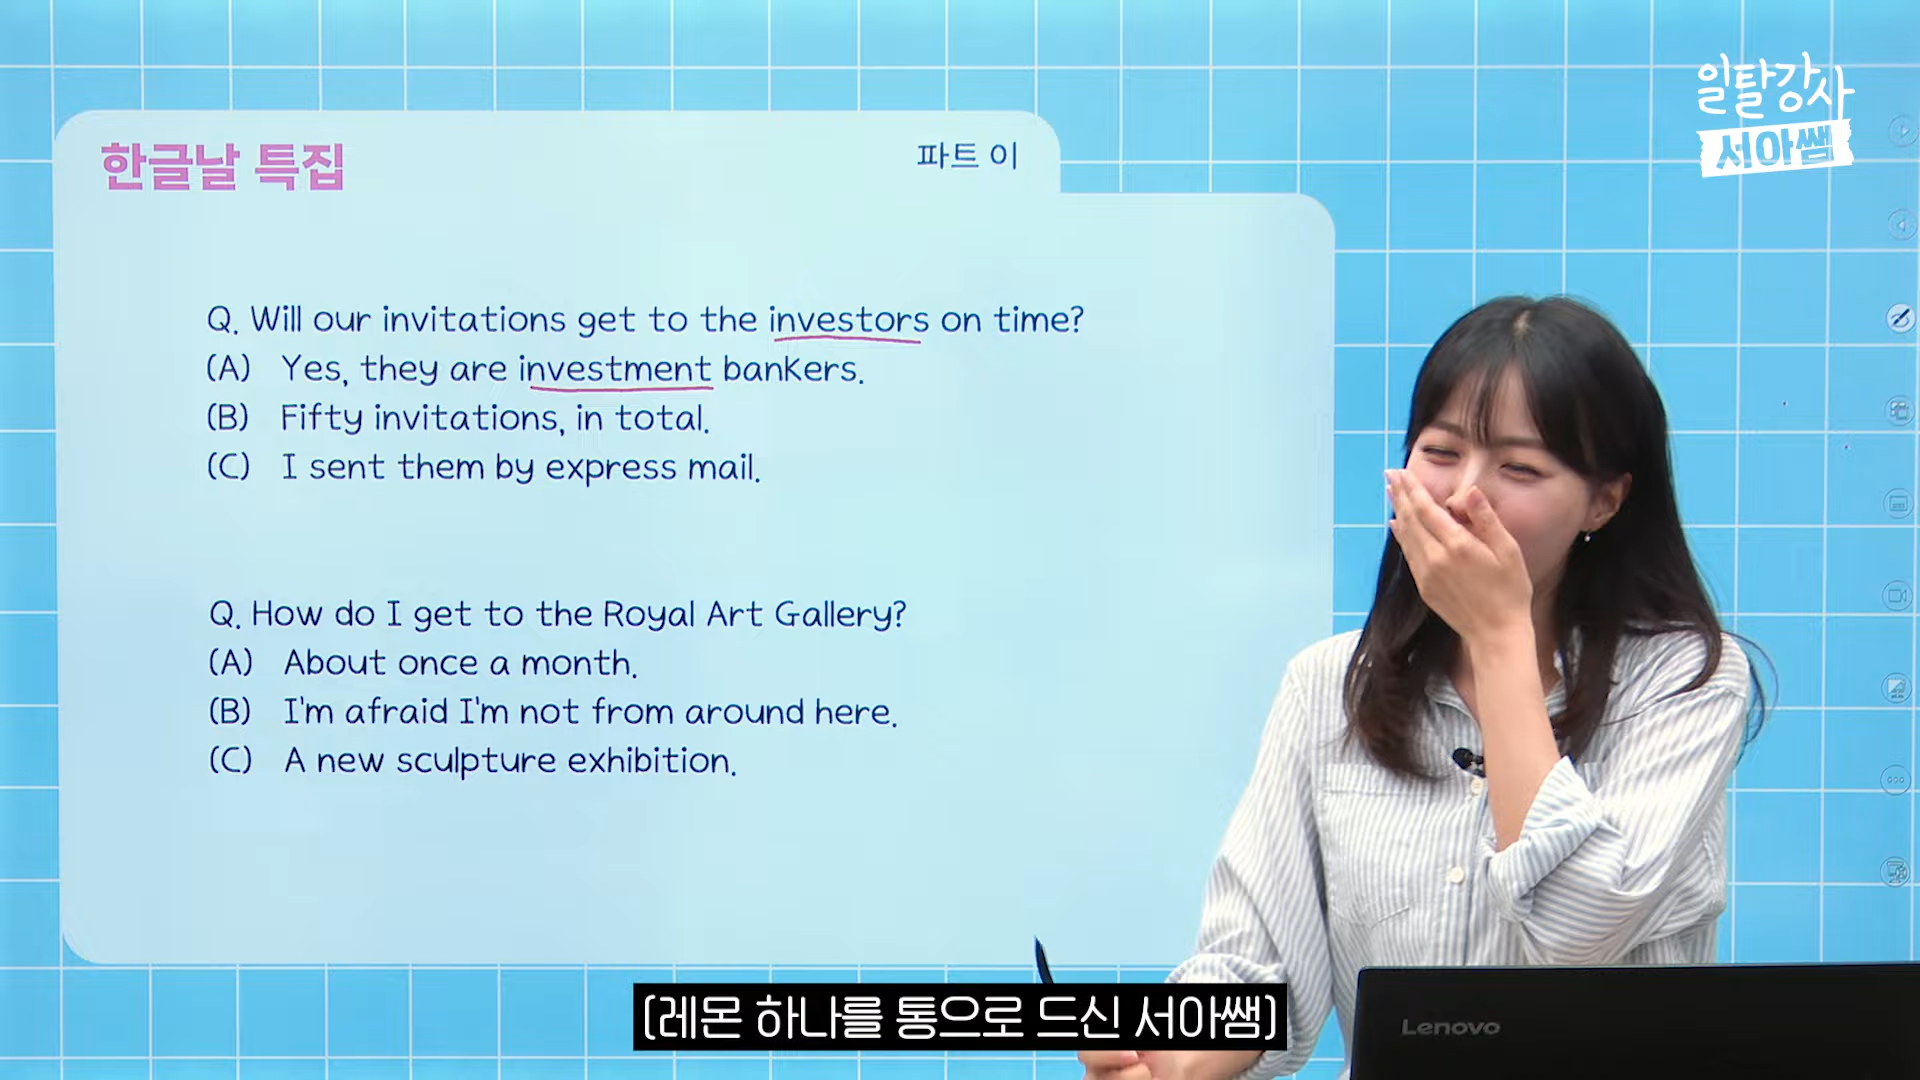 일탈강사
서아쌤
한글날 특집
파트 이
Q. Will our invitations get to the investors on time?
(A) Yes, they are investment bankers.
(B) Fifty invitations, in total.
(C) I sent them by express mail.
Q. How do I get to the Royal Art Gallery?
(A) About once a month.
(B) I'm afraid I'm not from around here.
(C) A new sculpture exhibition.
(레몬 하나를 통으로 드신 서아쌤)
Lenovo